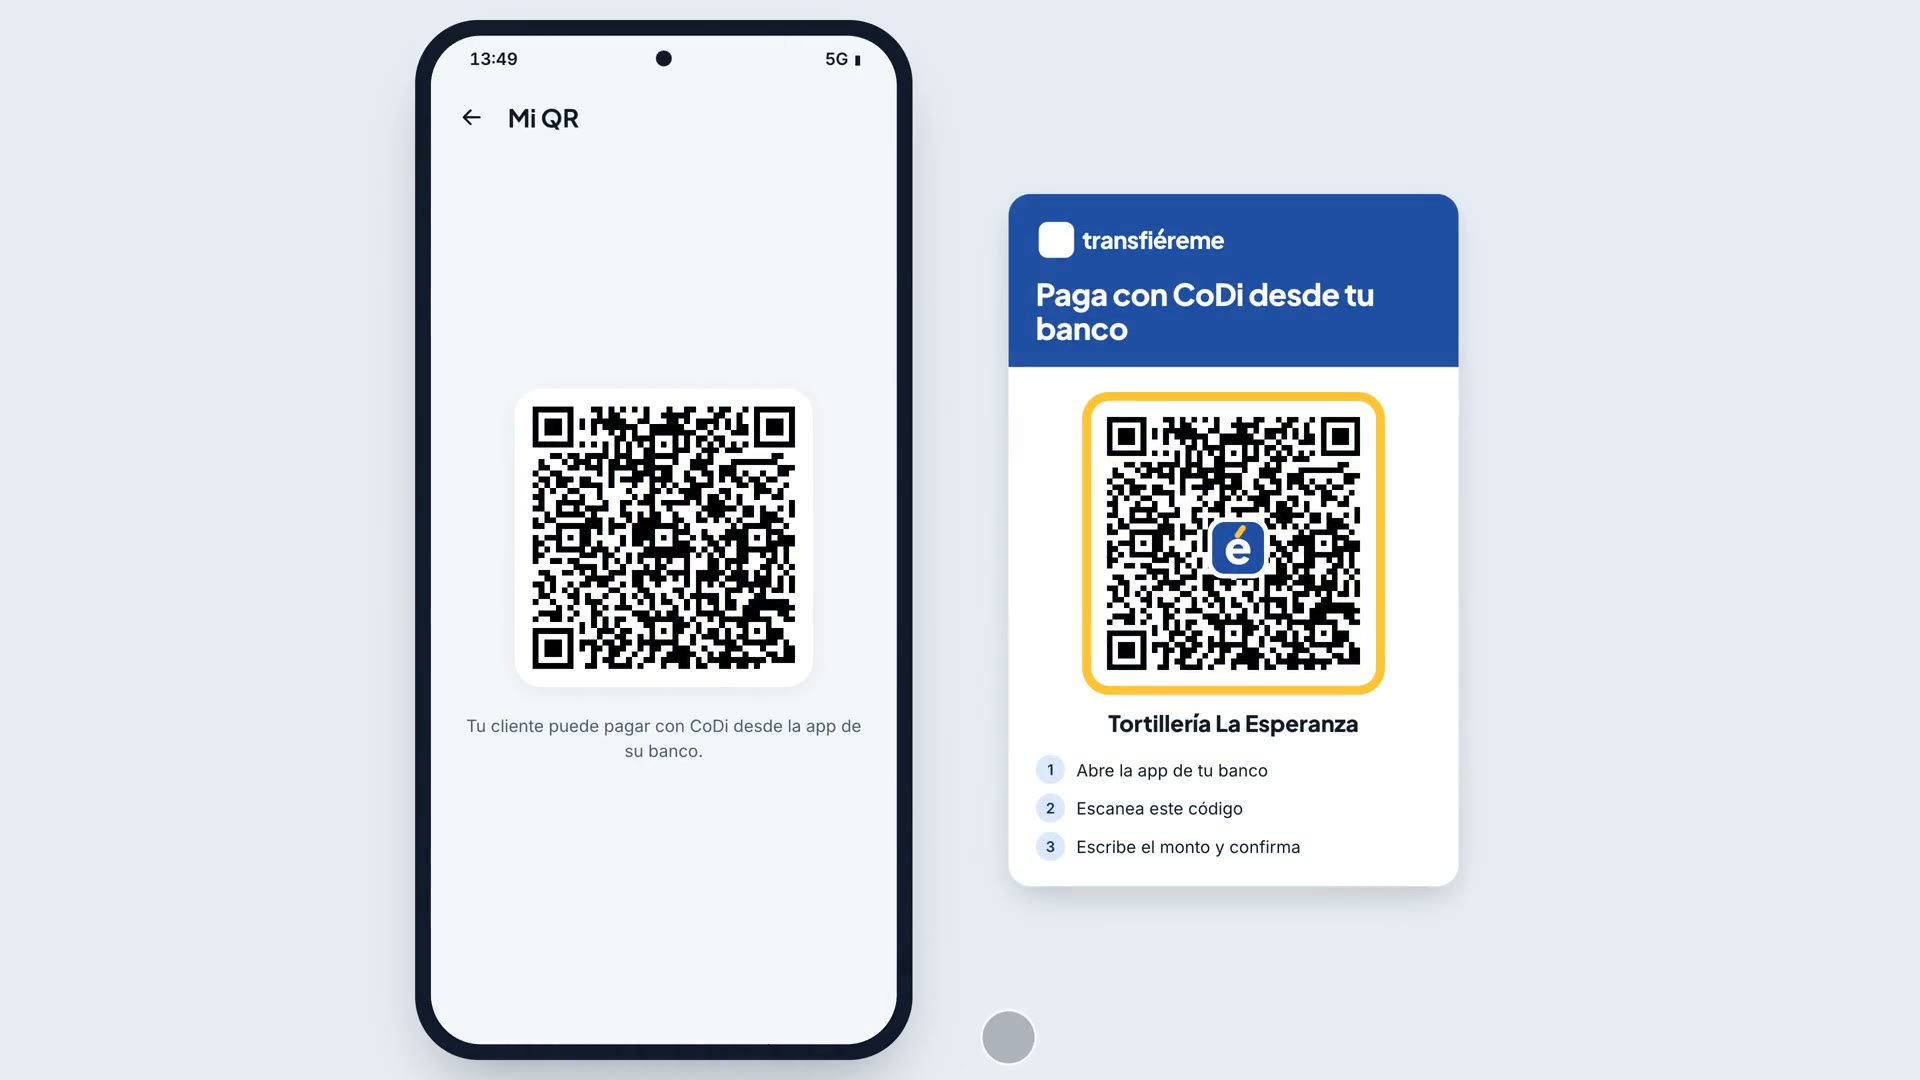 13:49
5G
Mi QR
Tu cliente puede pagar con CoDi desde la app de
su banco.
transfiéreme
Paga con CoDi desde tu
banco
é
Tortillería La Esperanza
1 Abre la app de tu banco
2 Escanea este código
3 Escribe el monto y confirma